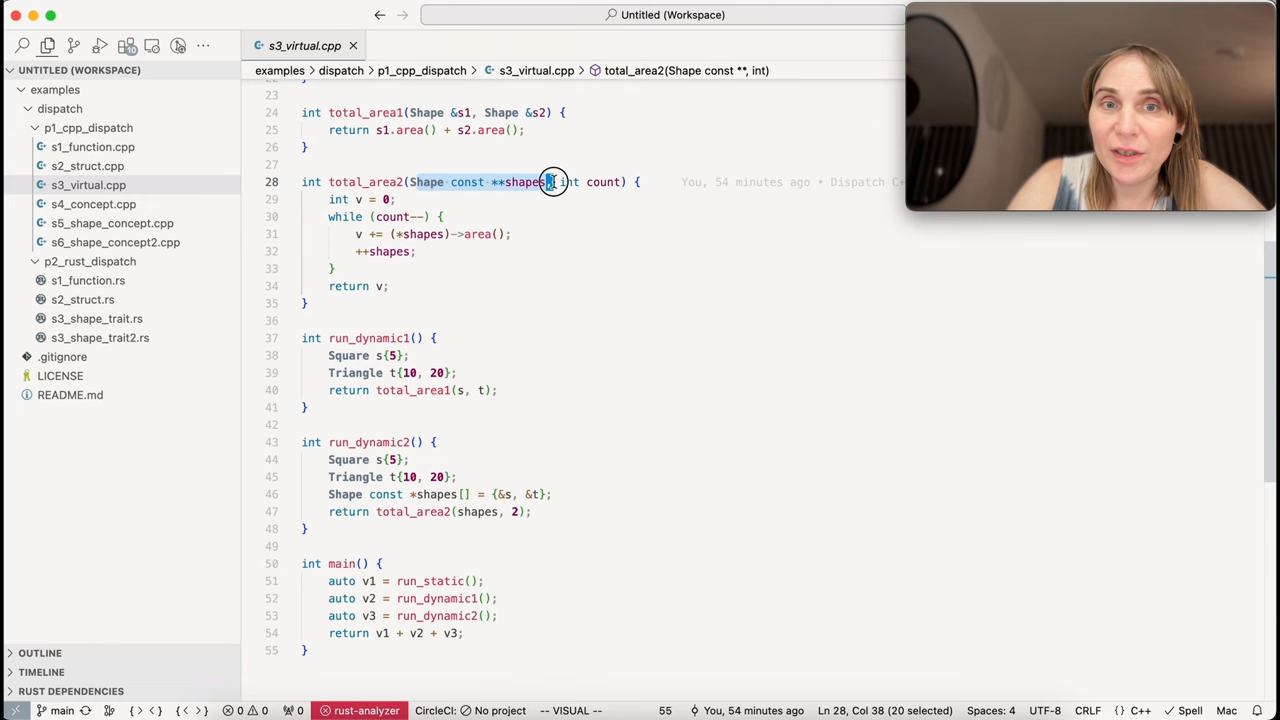 Untitled (Workspace)
10
s3_virtual.cpp
UNTITLED (WORKSPACE)
examples
dispatch
p1_cpp_dispatch
s1_function.cpp
s2_struct.cpp
s3_virtual.cpp
s4_concept.cpp
s5_shape_concept.cpp
s6_shape_concept2.cpp
p2_rust_dispatch
s1_function.rs
s2_struct.rs
s3_shape_trait.rs
s3_shape_trait2.rs
.gitignore
LICENSE
README.md
OUTLINE
TIMELINE
RUST DEPENDENCIES
examples > dispatch > p1_cpp_dispatch > s3_virtual.cpp > total_area2(Shape const **, int)
23
24 int total_area1(Shape &s1, Shape &s2) {
25 return s1.area() + s2.area();
26 }
27
28 int total_area2(Shape const **shapes, int count) { You, 54 minutes ago • Dispatch C+
29 int v = 0;
30 while (count--) {
31 v += (*shapes)->area();
32 ++shapes;
33 }
34 return v;
35 }
36
37 int run_dynamic1() {
38 Square s{5};
39 Triangle t{10, 20};
40 return total_area1(s, t);
41 }
42
43 int run_dynamic2() {
44 Square s{5};
45 Triangle t{10, 20};
46 Shape const *shapes[] = {&s, &t};
47 return total_area2(shapes, 2);
48 }
49
50 int main() {
51 auto v1 = run_static();
52 auto v2 = run_dynamic1();
53 auto v3 = run_dynamic2();
54 return v1 + v2 + v3;
55 }
main { } < > < { } > 0 0 0 rust-analyzer CircleCI: No project -- VISUAL -- 55 You, 54 minutes ago Ln 28, Col 38 (20 selected) Spaces: 4 UTF-8 CRLF { } C++ Spell Mac